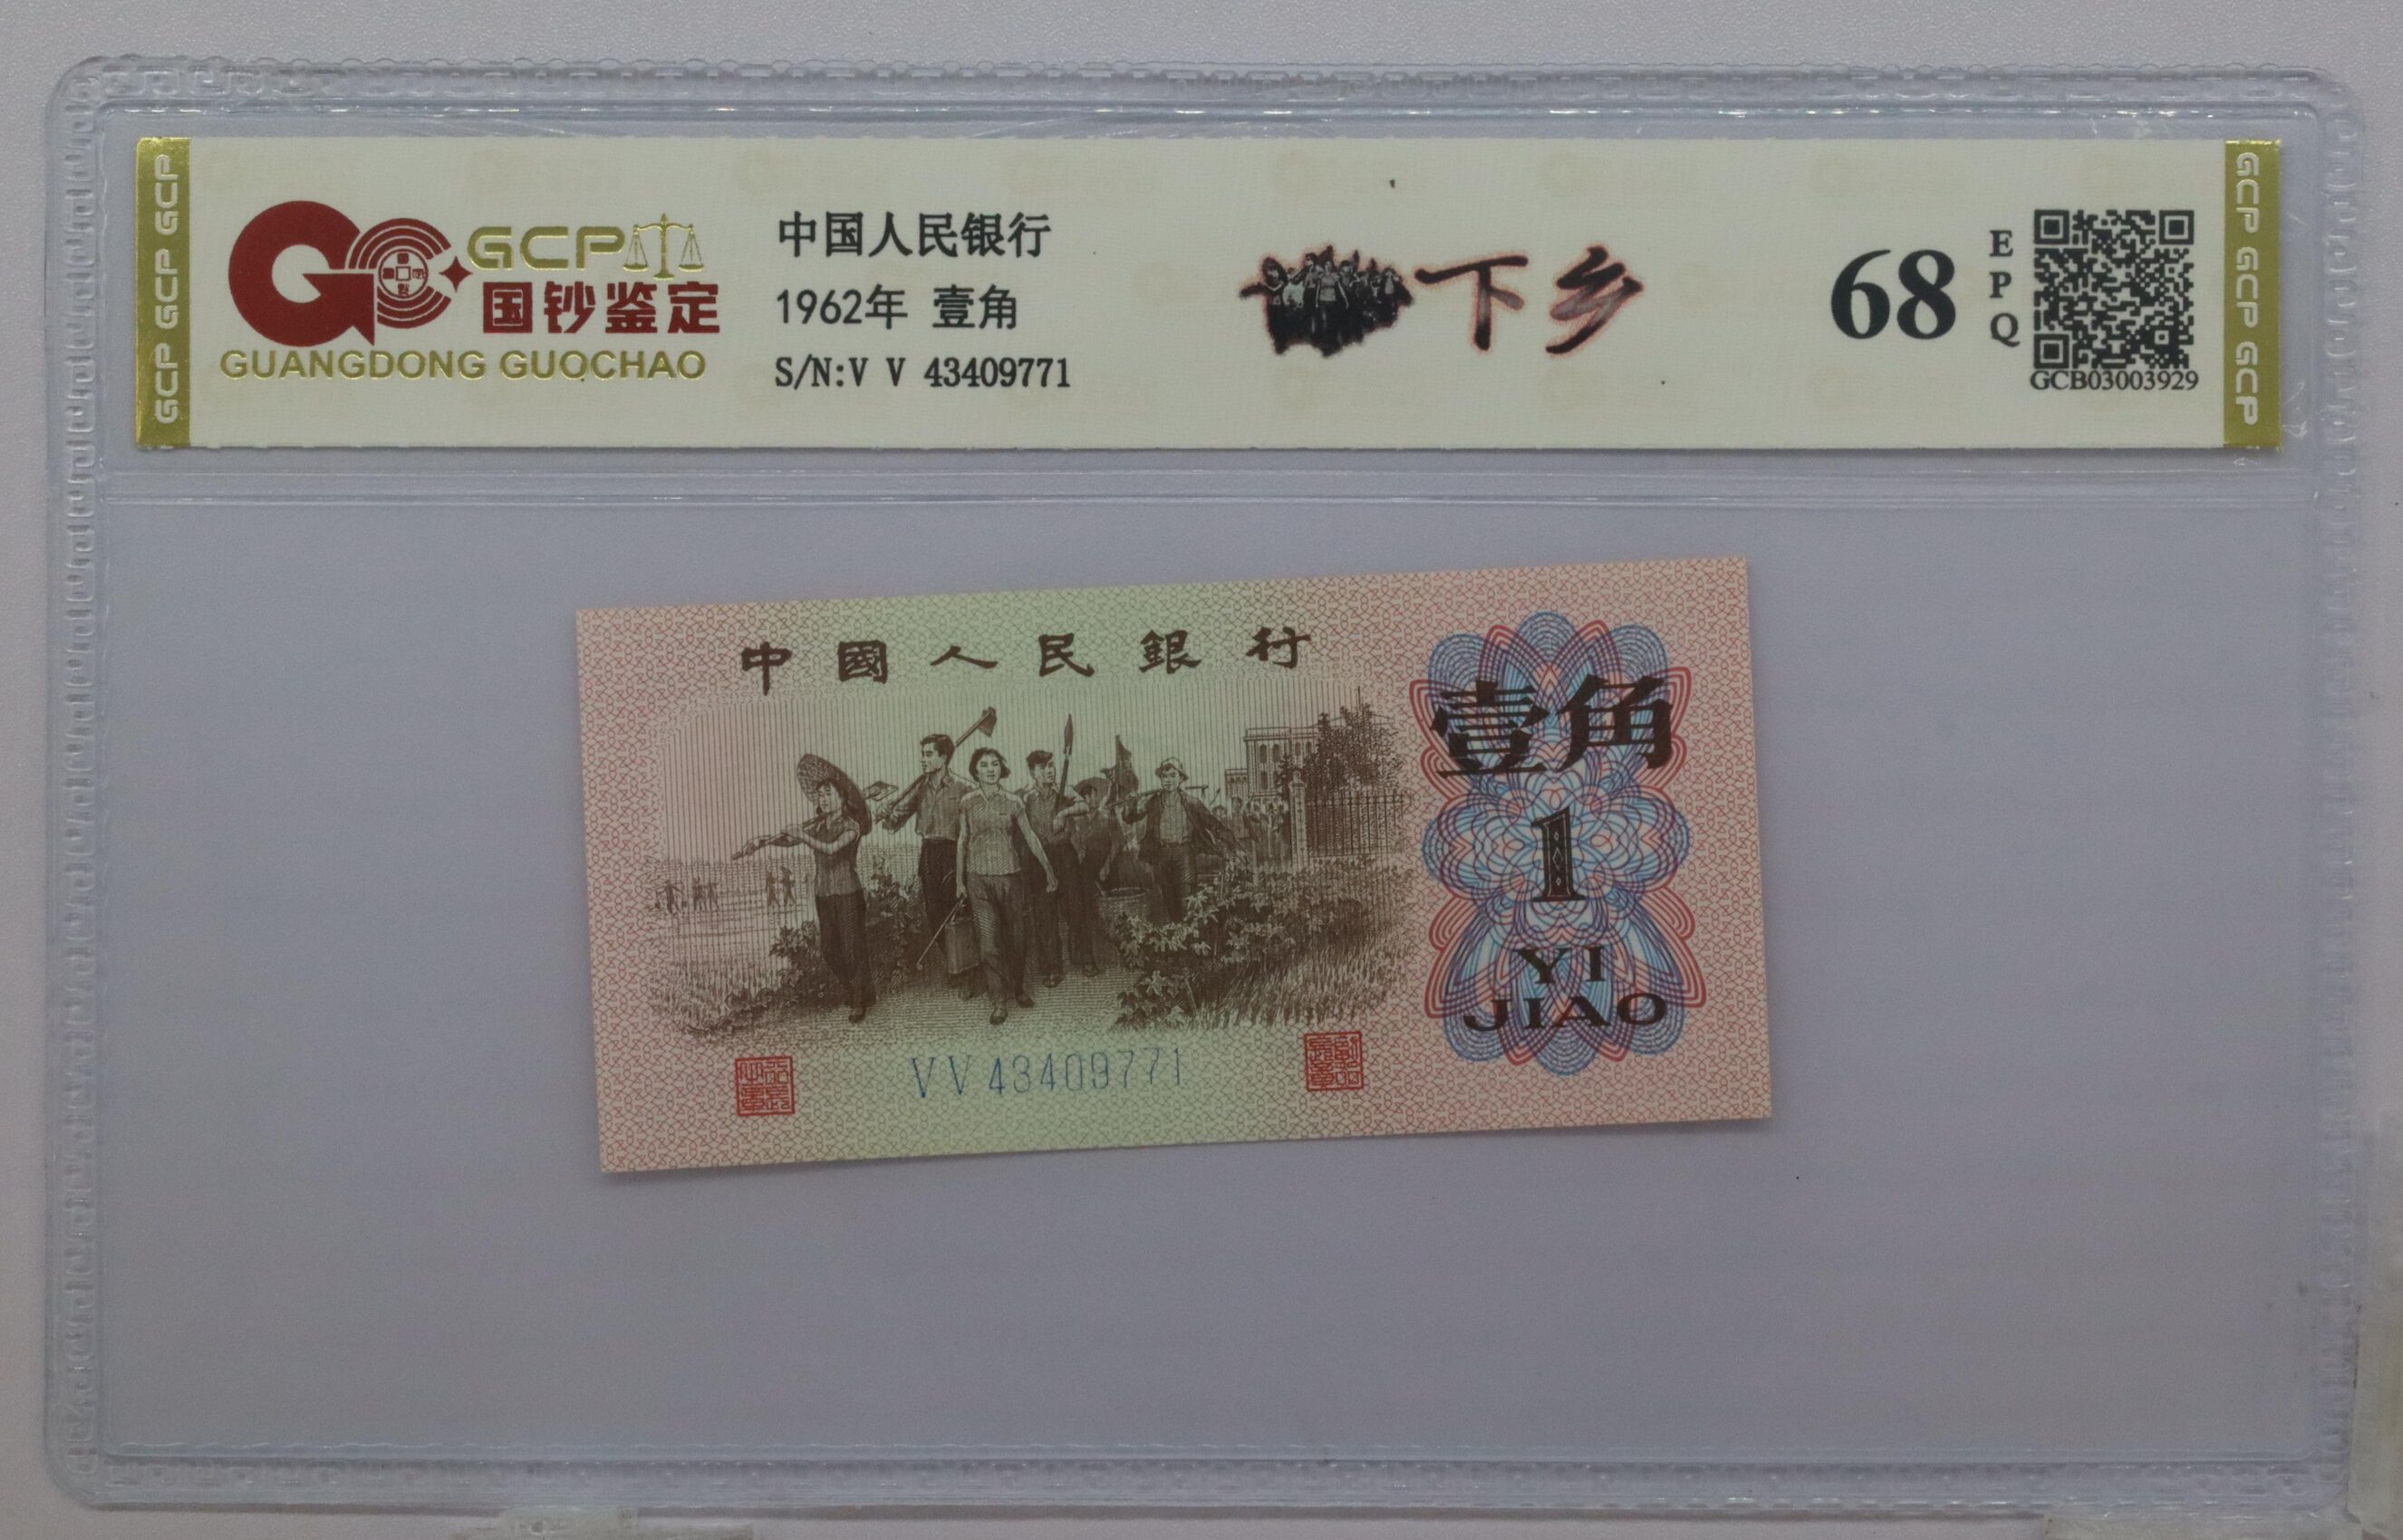 GCP GCP GCP
GCP
国钞鉴定
GUANGDONG GUOCHAO
中国人民银行
1962年 壹角
S/N:V V 43409771
下乡
68
EPQ
GCB03003929
GCP GCP GCP
中國人民銀行
壹角
1
YI
JIAO
VV43409771